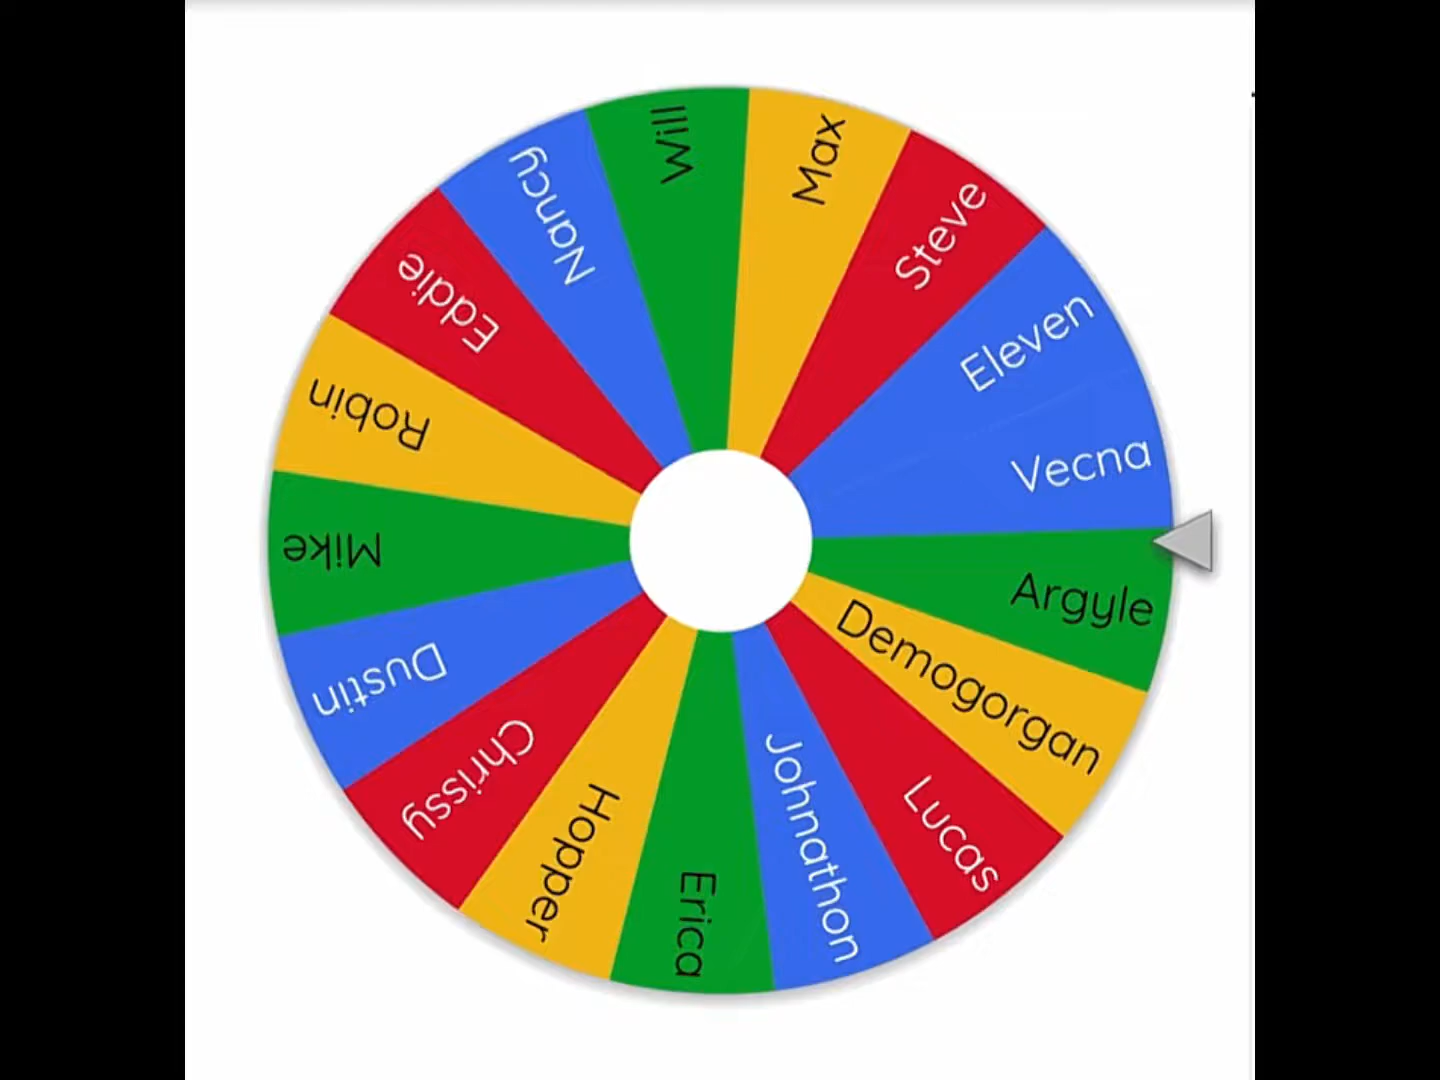 Will
Max
Steve
Eleven
Vecna
Argyle
Demogorgan
Lucas
Johnathon
Erica
Hopper
Chrissy
Dustin
Mike
Robin
Eddie
Nancy